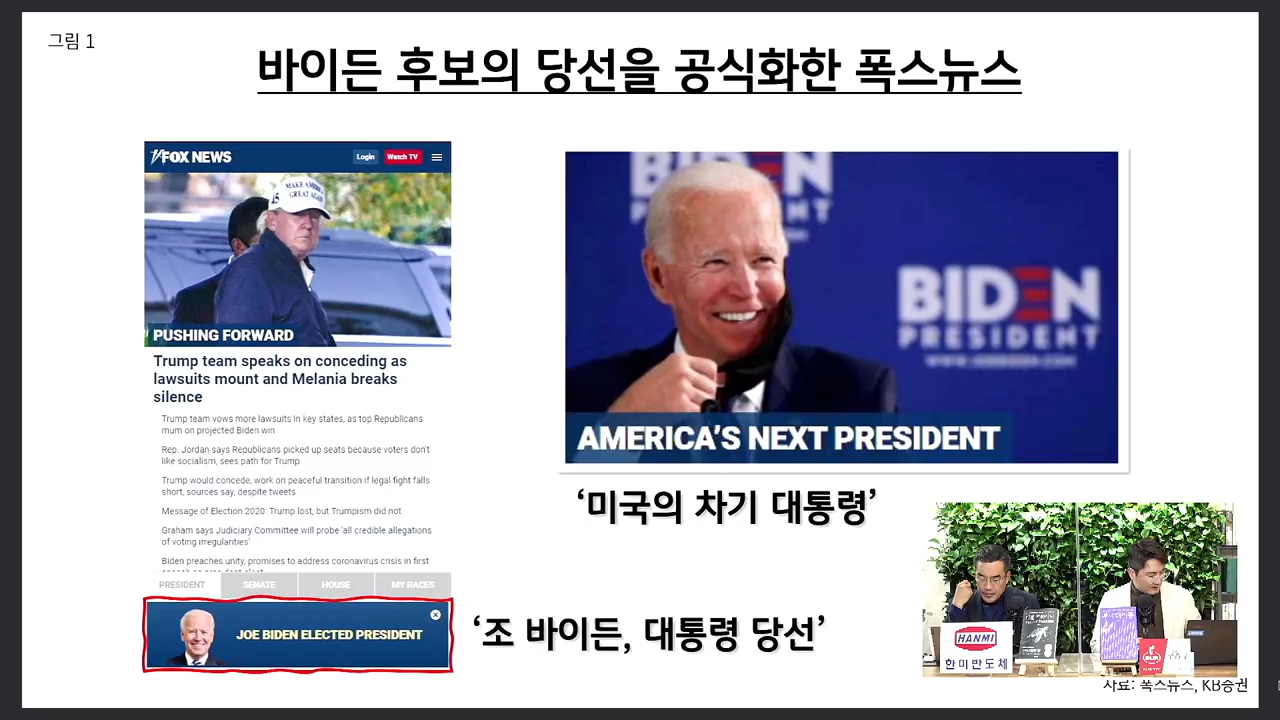 그림 1
바이든 후보의 당선을 공식화한 폭스뉴스
FOX NEWS
Login
Watch TV
MAKE AMERICA
GREAT AGAIN
45
PUSHING FORWARD
Trump team speaks on conceding as
lawsuits mount and Melania breaks
silence
Trump team vows more lawsuits in key states, as top Republicans
mum on projected Biden win
Rep. Jordan says Republicans picked up seats because voters don't
like socialism, sees path for Trump
Trump would concede, work on peaceful transition if legal fight falls
short, sources say, despite tweets
Message of Election 2020: Trump lost, but Trumpism did not
Graham says Judiciary Committee will probe 'all credible allegations
of voting irregularities'
Biden preaches unity, promises to address coronavirus crisis in first
PRESIDENT
SENATE
HOUSE
MY RACES
JOE BIDEN ELECTED PRESIDENT
BIDEN
PRESIDENT
AMERICA'S NEXT PRESIDENT
‘미국의 차기 대통령’
‘조 바이든, 대통령 당선’
HANMI
한미반도체
자료: 폭스뉴스, KB증권